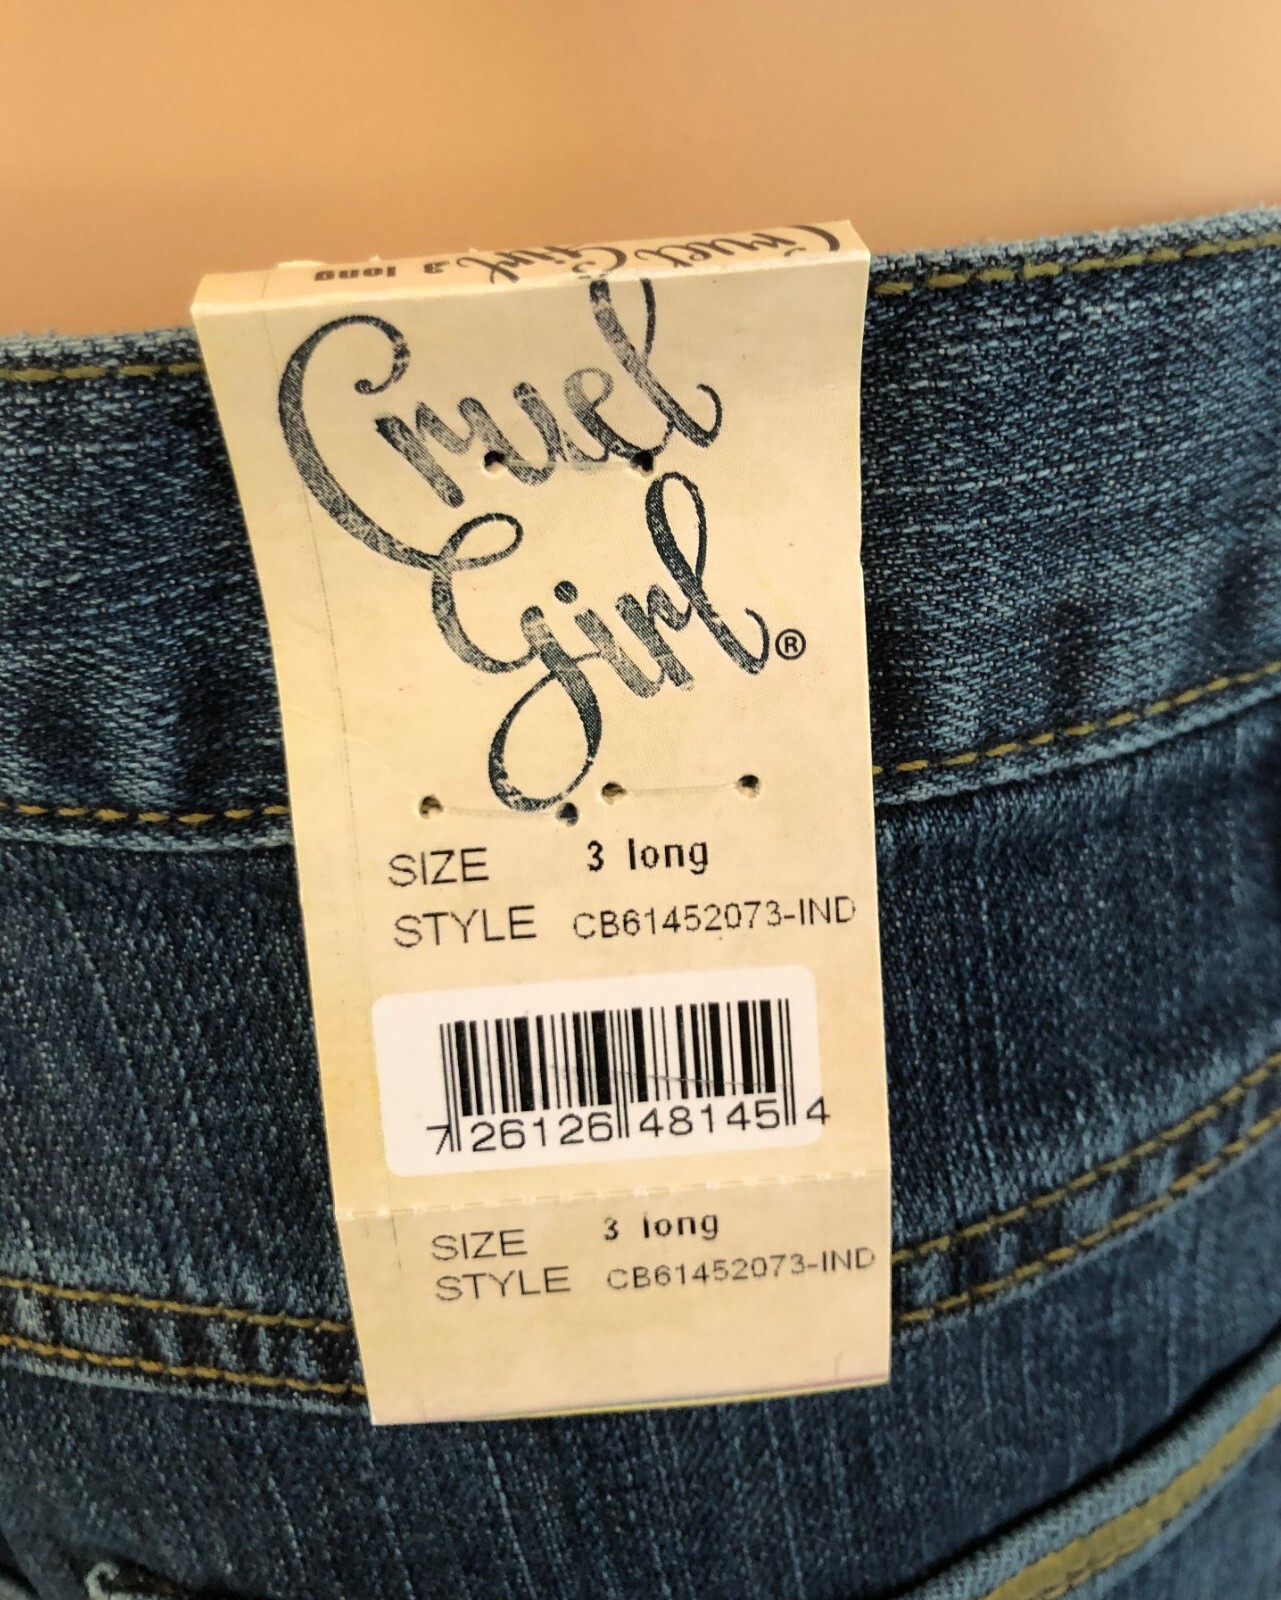 Cruel Girl 3 long
Cruel
Girl®
SIZE 3 long
STYLE CB61452073-IND
7 26126 48145 4
SIZE 3 long
STYLE CB61452073-IND